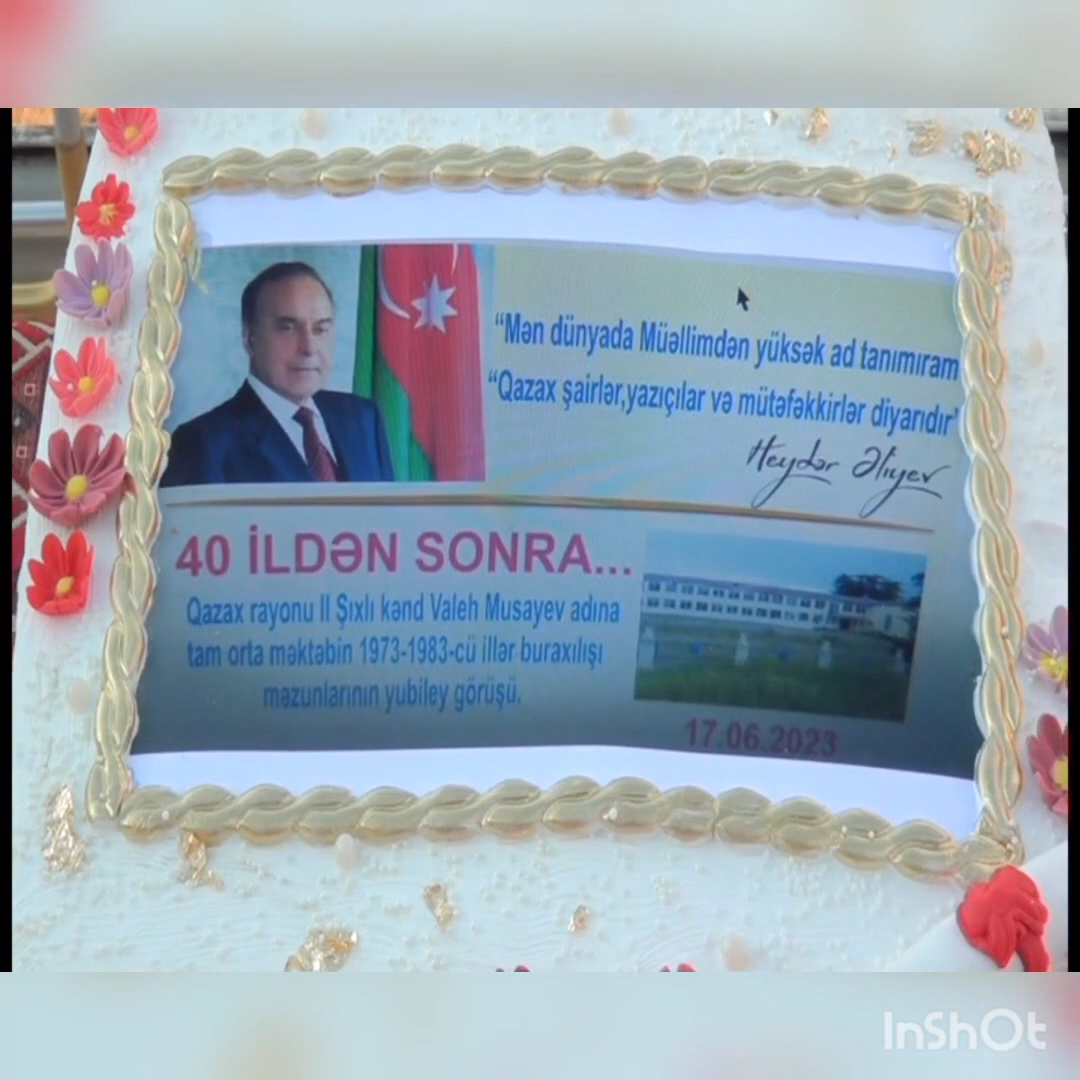 “Mən dünyada Müəllimdən yüksək ad tanımıram
“Qazax şairlər,yazıçılar və mütəfəkkirlər diyarıdır”
Heydər Əliyev
40 İLDƏN SONRA...
Qazax rayonu II Şıxlı kənd Valeh Musayev adına
tam orta məktəbin 1973-1983-cü illər buraxılışı
məzunlarının yubiley görüşü.
17.06.2023
InShOt